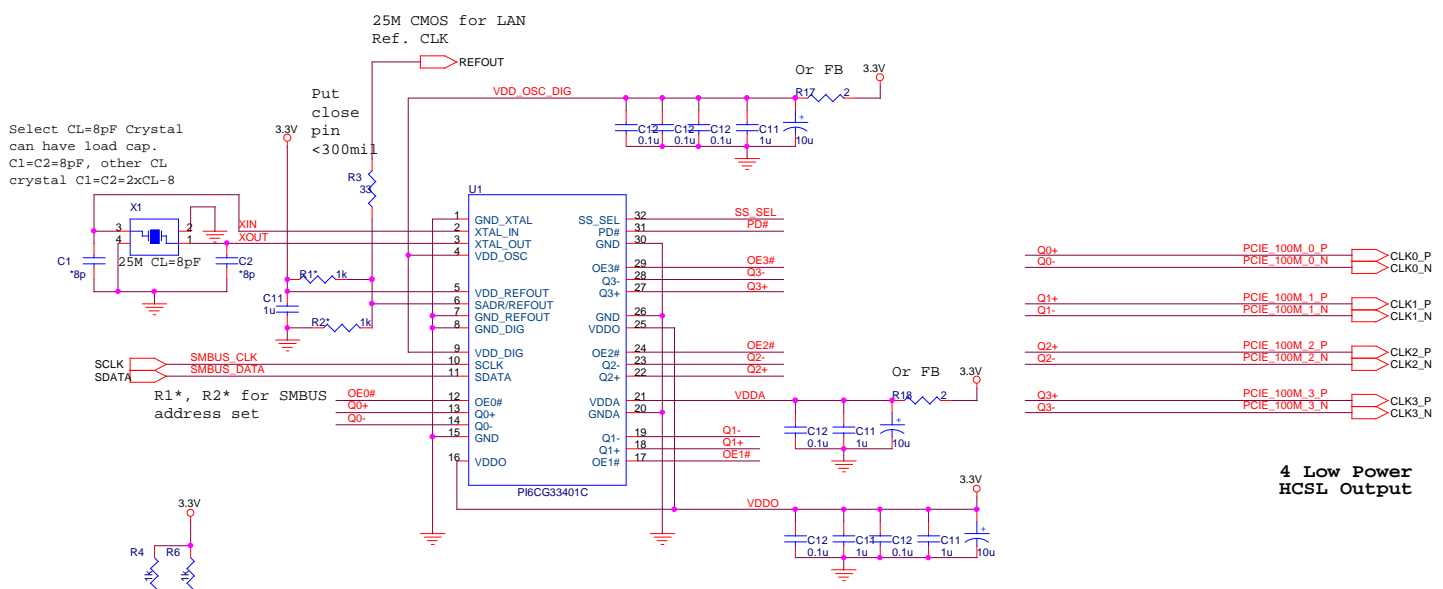 25M CMOS for LAN
Ref. CLK
REFOUT
Or FB
3.3V
VDD_OSC_DIG
R17
2
Put
close
pin
<300mil
C12
0.1u
C12
0.1u
C12
0.1u
C11
1u
+
10u
Select CL=8pF Crystal
can have load cap.
C1=C2=8pF, other CL
crystal C1=C2=2xCL-8
3.3V
R3
33
X1
3
4
2
1
XIN
XOUT
C1
*8p
25M CL=8pF
C2
*8p
R1*
1k
C11
1u
R2*
1k
U1
1 GND_XTAL
2 XTAL_IN
3 XTAL_OUT
4 VDD_OSC
5 VDD_REFOUT
6 SADR/REFOUT
7 GND_REFOUT
8 GND_DIG
9 VDD_DIG
10 SCLK
11 SDATA
12 OE0#
13 Q0+
14 Q0-
15 GND
16 VDDO
SS_SEL 32 SS_SEL
PD# 31 PD#
GND 30
OE3# 29 OE3#
Q3- 28 Q3-
Q3+ 27 Q3+
GND 26
VDDO 25
OE2# 24 OE2#
Q2- 23 Q2-
Q2+ 22 Q2+
VDDA 21 VDDA
GNDA 20
Q1- 19 Q1-
Q1+ 18 Q1+
OE1# 17 OE1#
PI6CG33401C
SCLK SMBUS_CLK
SDATA SMBUS_DATA
R1*, R2* for SMBUS
address set
OE0#
Q0+
Q0-
Or FB
3.3V
R18
2
C12
0.1u
C11
1u
+
10u
3.3V
VDDO
C12
0.1u
C11
1u
C12
0.1u
C11
1u
+
10u
Q0+ PCIE_100M_0_P CLK0_P
Q0- PCIE_100M_0_N CLK0_N
Q1+ PCIE_100M_1_P CLK1_P
Q1- PCIE_100M_1_N CLK1_N
Q2+ PCIE_100M_2_P CLK2_P
Q2- PCIE_100M_2_N CLK2_N
Q3+ PCIE_100M_3_P CLK3_P
Q3- PCIE_100M_3_N CLK3_N
4 Low Power
HCSL Output
3.3V
R4
R6
1k
1k